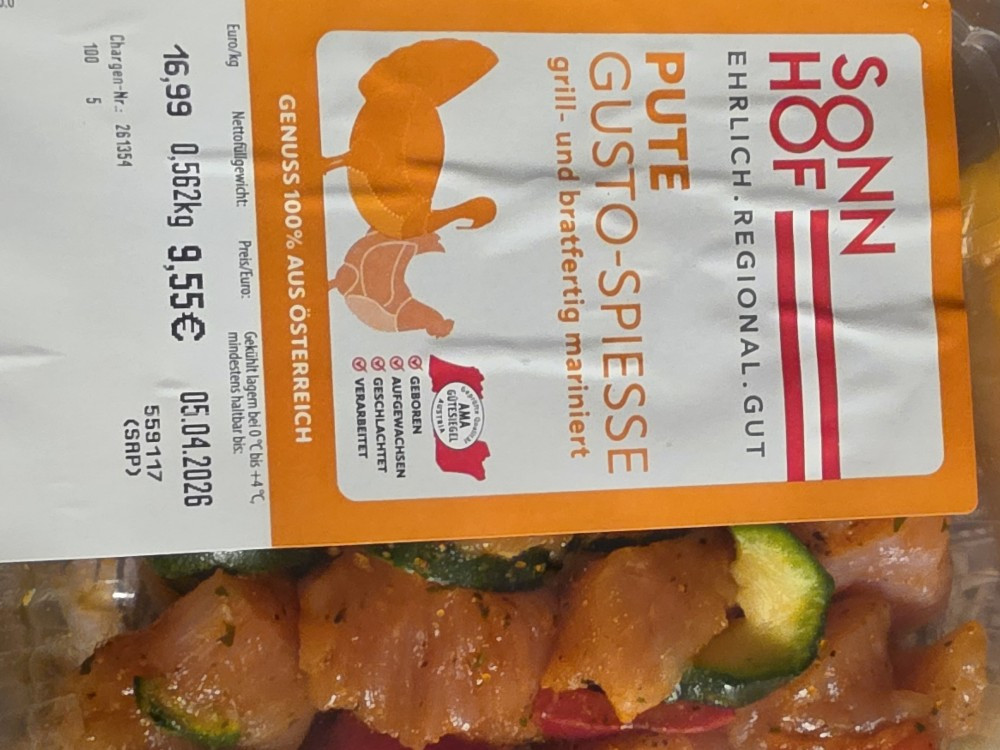 SONN
HOF
EHRLICH.REGIONAL.GUT
PUTE
GUSTO-SPIESSE
grill- und bratfertig mariniert
AMA
GÜTESIEGEL
AUSTRIA
GEBOREN
AUFGEWACHSEN
GESCHLACHTET
VERARBEITET
GENUSS 100% AUS ÖSTERREICH
Euro/kg Nettofüllgewicht: Preis/Euro: Gekühlt lagern bei 0 °C bis +4 °C,
mindestens haltbar bis:
16,99 0,562kg 9,55€ 05.04.2026
559117
(SRP)
Chargen-Nr.: 261354
100 5